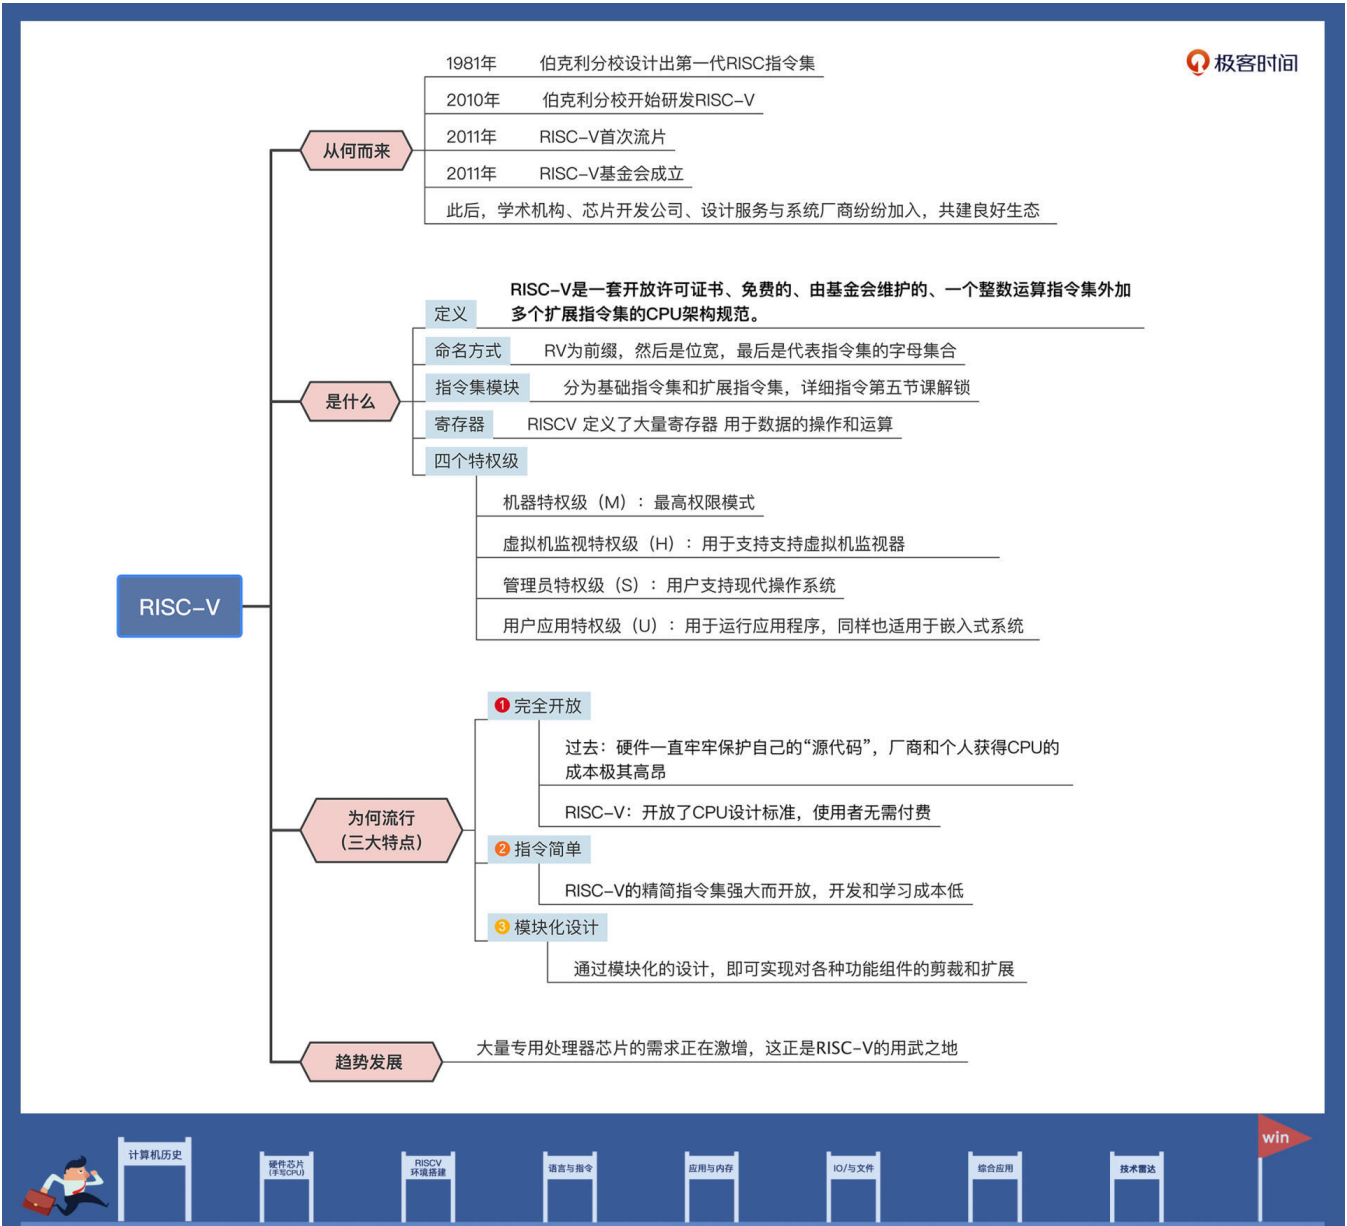 极客时间
1981年 伯克利分校设计出第一代RISC指令集
2010年 伯克利分校开始研发RISC-V
2011年 RISC-V首次流片
2011年 RISC-V基金会成立
此后，学术机构、芯片开发公司、设计服务与系统厂商纷纷加入，共建良好生态
从何而来
RISC-V是一套开放许可证书、免费的、由基金会维护的、一个整数运算指令集外加
多个扩展指令集的CPU架构规范。
定义
命名方式 RV为前缀，然后是位宽，最后是代表指令集的字母集合
指令集模块 分为基础指令集和扩展指令集，详细指令第五节课解锁
是什么
寄存器 RISCV 定义了大量寄存器 用于数据的操作和运算
四个特权级
机器特权级（M）：最高权限模式
虚拟机监视特权级（H）：用于支持支持虚拟机监视器
管理员特权级（S）：用户支持现代操作系统
用户应用特权级（U）：用于运行应用程序，同样也适用于嵌入式系统
RISC-V
1 完全开放
过去：硬件一直牢牢保护自己的“源代码”，厂商和个人获得CPU的
成本极其高昂
RISC-V：开放了CPU设计标准，使用者无需付费
为何流行
（三大特点）
2 指令简单
RISC-V的精简指令集强大而开放，开发和学习成本低
3 模块化设计
通过模块化的设计，即可实现对各种功能组件的剪裁和扩展
趋势发展
大量专用处理器芯片的需求正在激增，这正是RISC-V的用武之地
计算机历史
硬件芯片
(手写CPU)
RISCV
环境搭建
语言与指令
应用与内存
IO/与文件
综合应用
技术雷达
win